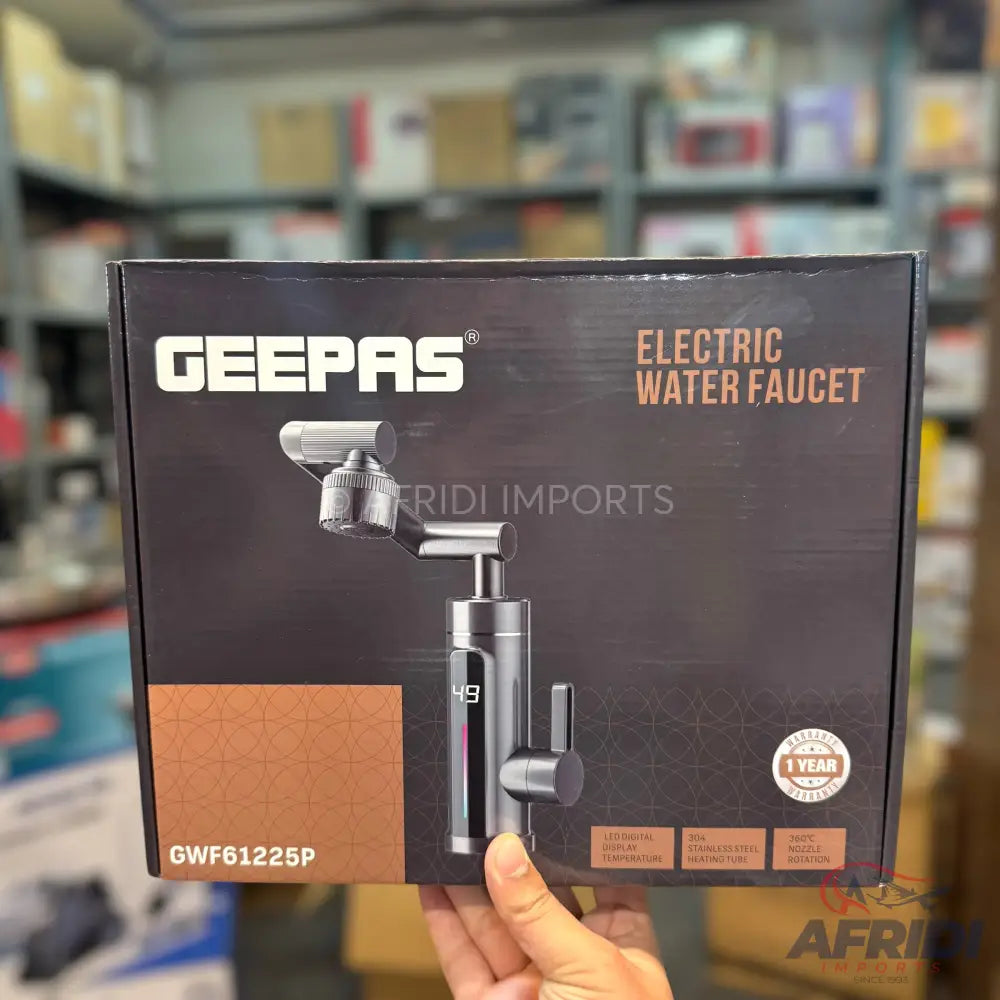 GEEPAS®
ELECTRIC
WATER FAUCET
© AFRIDI IMPORTS
49
WARRANTY
1 YEAR
WARRANTY
GWF61225P
LED DIGITAL
DISPLAY
TEMPERATURE
304
STAINLESS STEEL
HEATING TUBE
360°C
NOZZLE
ROTATION
AFRIDI
IMPORTS
SINCE 1993